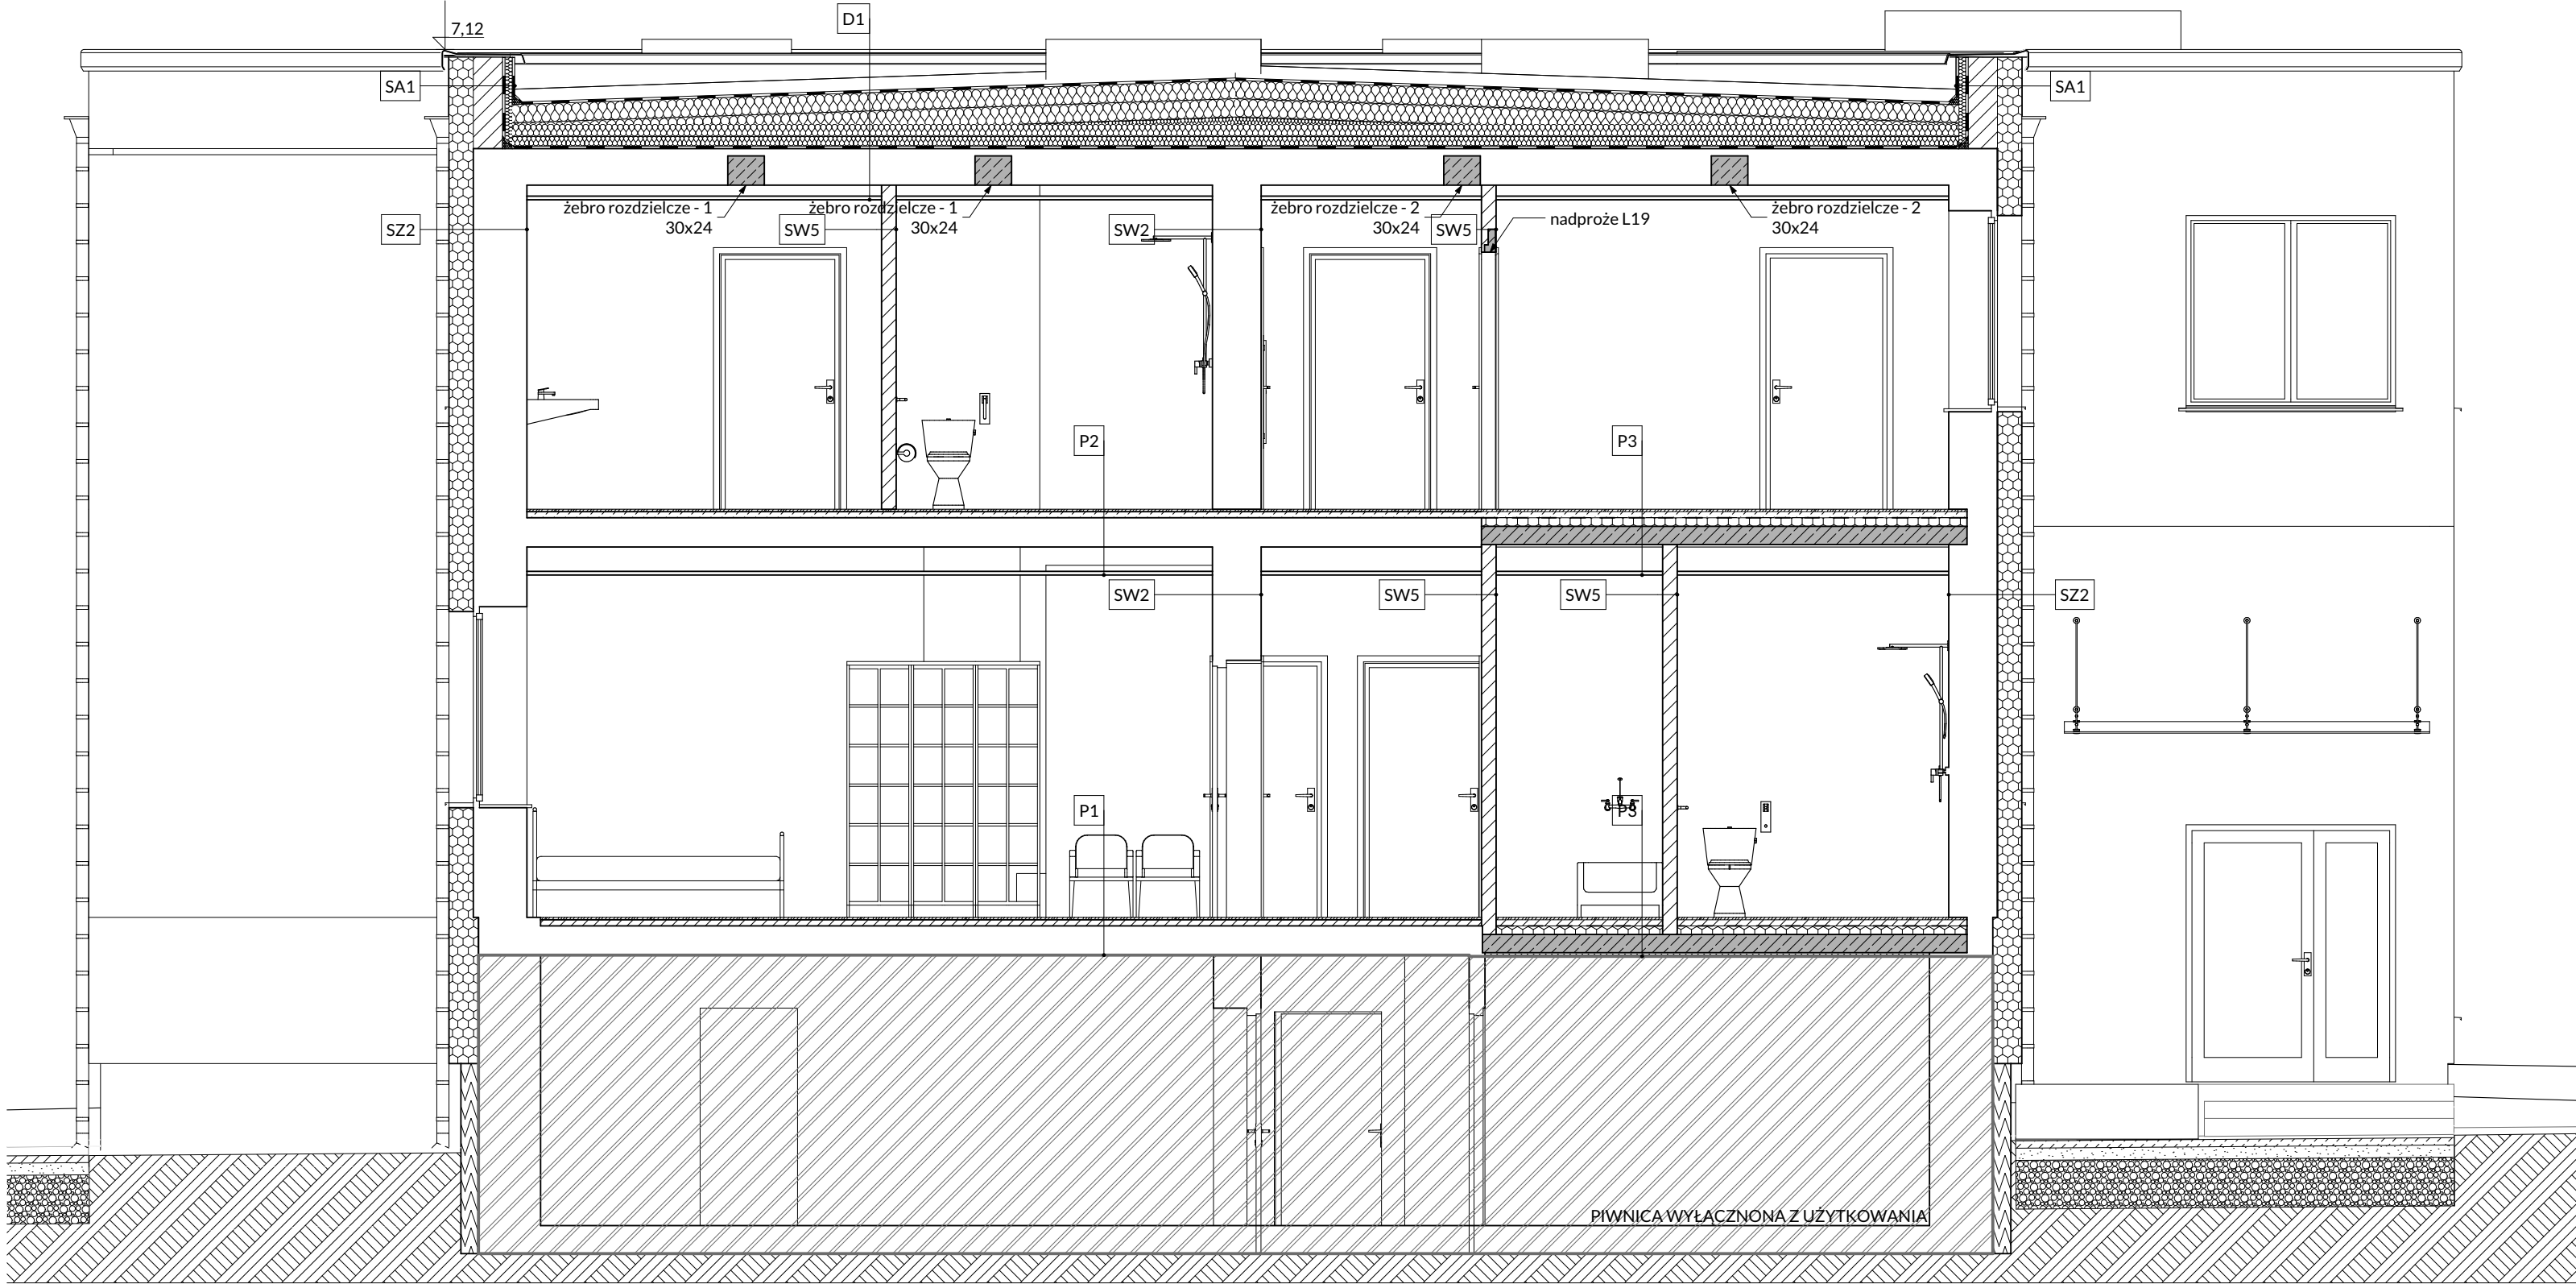 D1
7,12
SA1
SA1
żebro rozdzielcze - 1
30x24
żebro rozdzielcze - 1
30x24
żebro rozdzielcze - 2
30x24
żebro rozdzielcze - 2
30x24
nadproże L19
SZ2
SW5
SW2
SW5
P2
P3
SW2
SW5
SW5
SZ2
P1
P3
PIWNICA WYŁĄCZNONA Z UŻYTKOWANIA